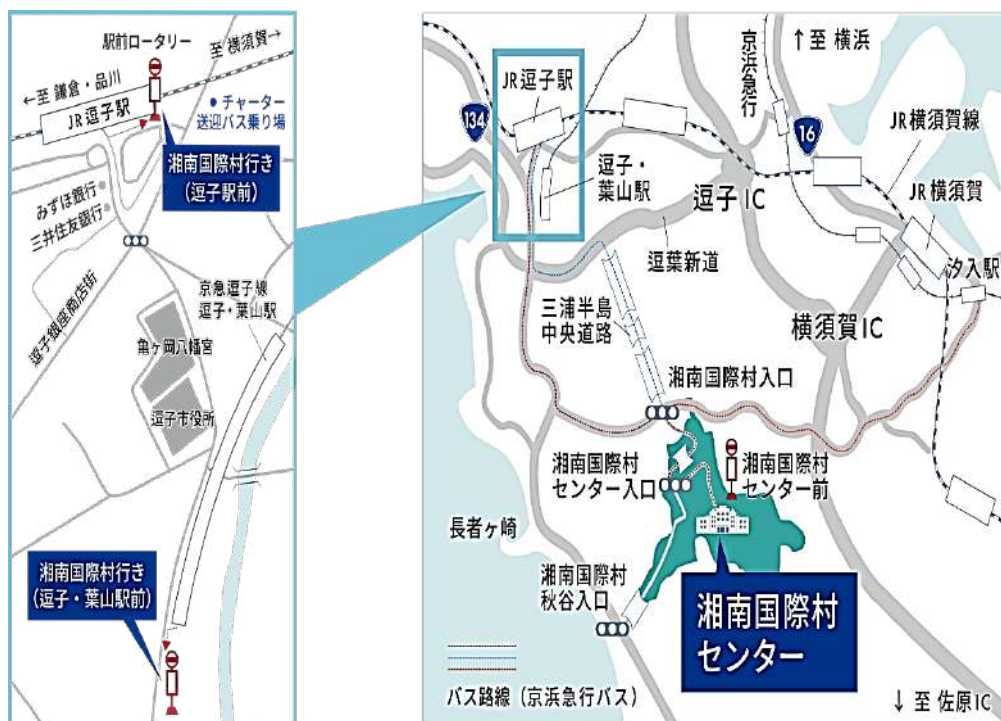 駅前ロータリー
至 横須賀→
←至 鎌倉・品川
JR逗子駅
● チャーター
送迎バス乗り場
湘南国際村行き
(逗子駅前)
みずほ銀行
三井住友銀行
逗子銀座商店街
京急逗子線
逗子・葉山駅
亀ヶ岡八幡宮
逗子市役所
湘南国際村行き
(逗子・葉山駅前)
134
JR逗子駅
逗子・
葉山駅
京浜急行
↑至 横浜
16
JR横須賀線
JR横須賀
逗子IC
逗葉新道
汐入駅
三浦半島
中央道路
横須賀IC
湘南国際村入口
湘南国際村
センター入口
湘南国際村
センター前
長者ヶ崎
湘南国際村
秋谷入口
湘南国際村
センター
バス路線(京浜急行バス)
↓ 至 佐原IC